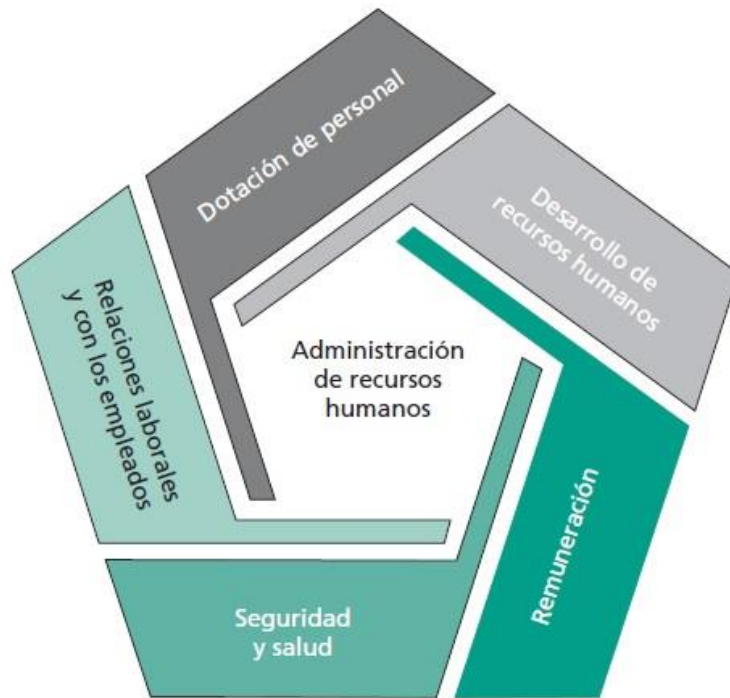 Dotación de personal
Desarrollo de
recursos humanos
Relaciones laborales
y con los empleados
Administración
de recursos
humanos
Remuneración
Seguridad
y salud